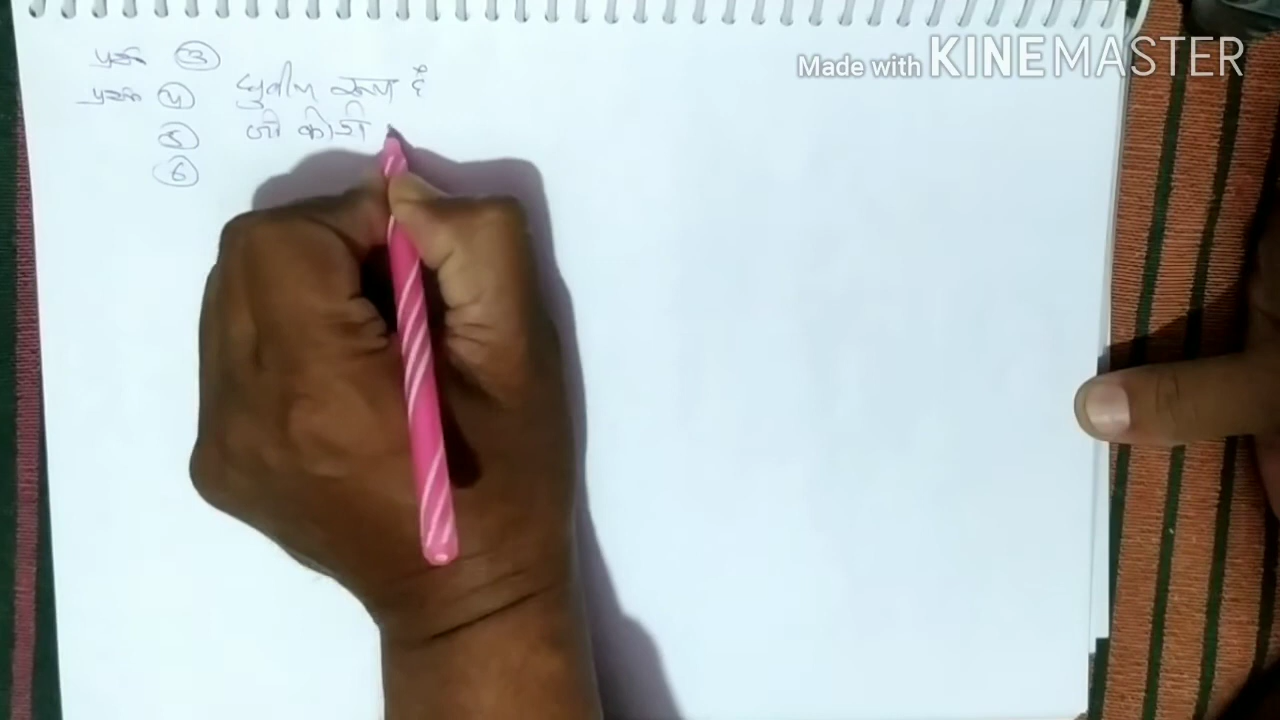 Made with KINEMASTER
प्रश्न ③
प्रश्न ④ ध्रुवीय रूप में
⑤ जी को
⑥